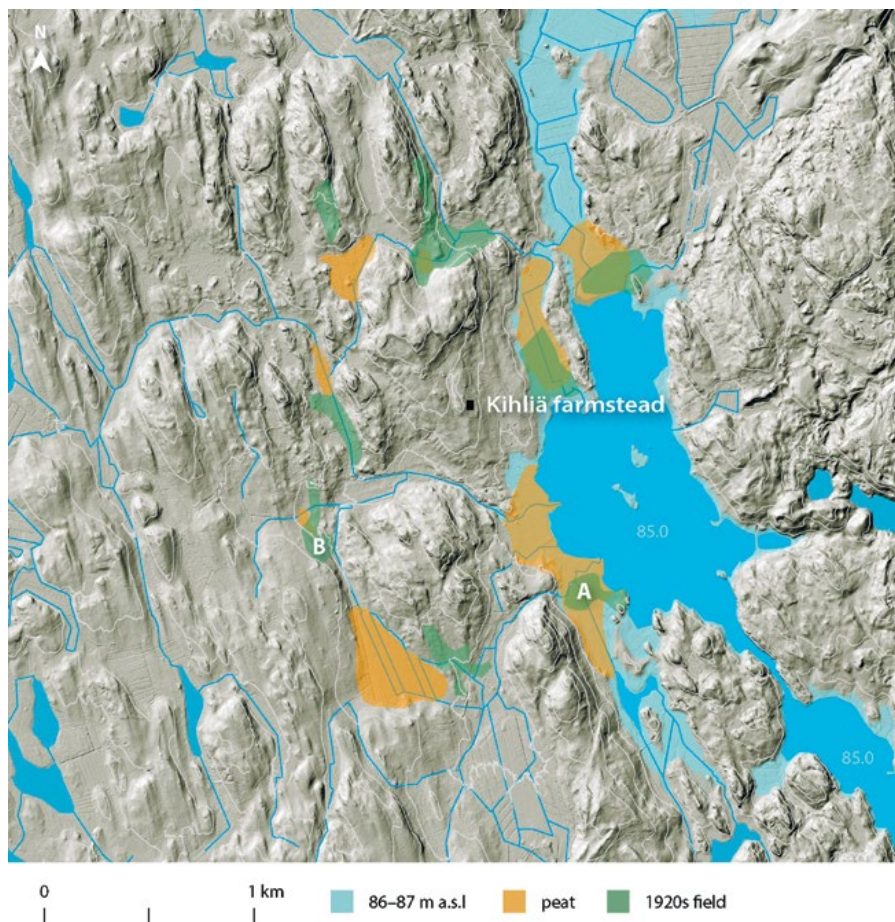 N
Kihliä farmstead
85.0
B
A
85.0
0 1 km
86–87 m a.s.l peat 1920s field